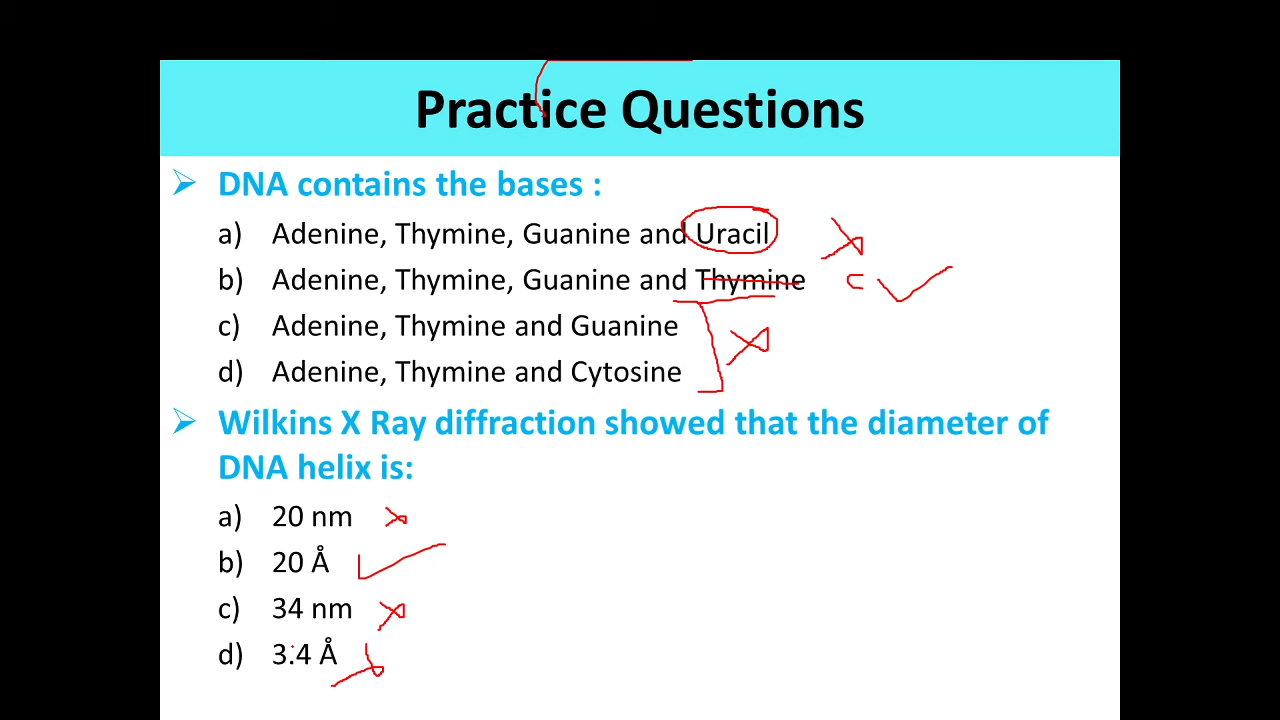 Practice Questions
➢ DNA contains the bases :
a) Adenine, Thymine, Guanine and Uracil
b) Adenine, Thymine, Guanine and Thymine C
c) Adenine, Thymine and Guanine
d) Adenine, Thymine and Cytosine
➢ Wilkins X Ray diffraction showed that the diameter of
DNA helix is:
a) 20 nm
b) 20 Å
c) 34 nm
d) 3.4 Å